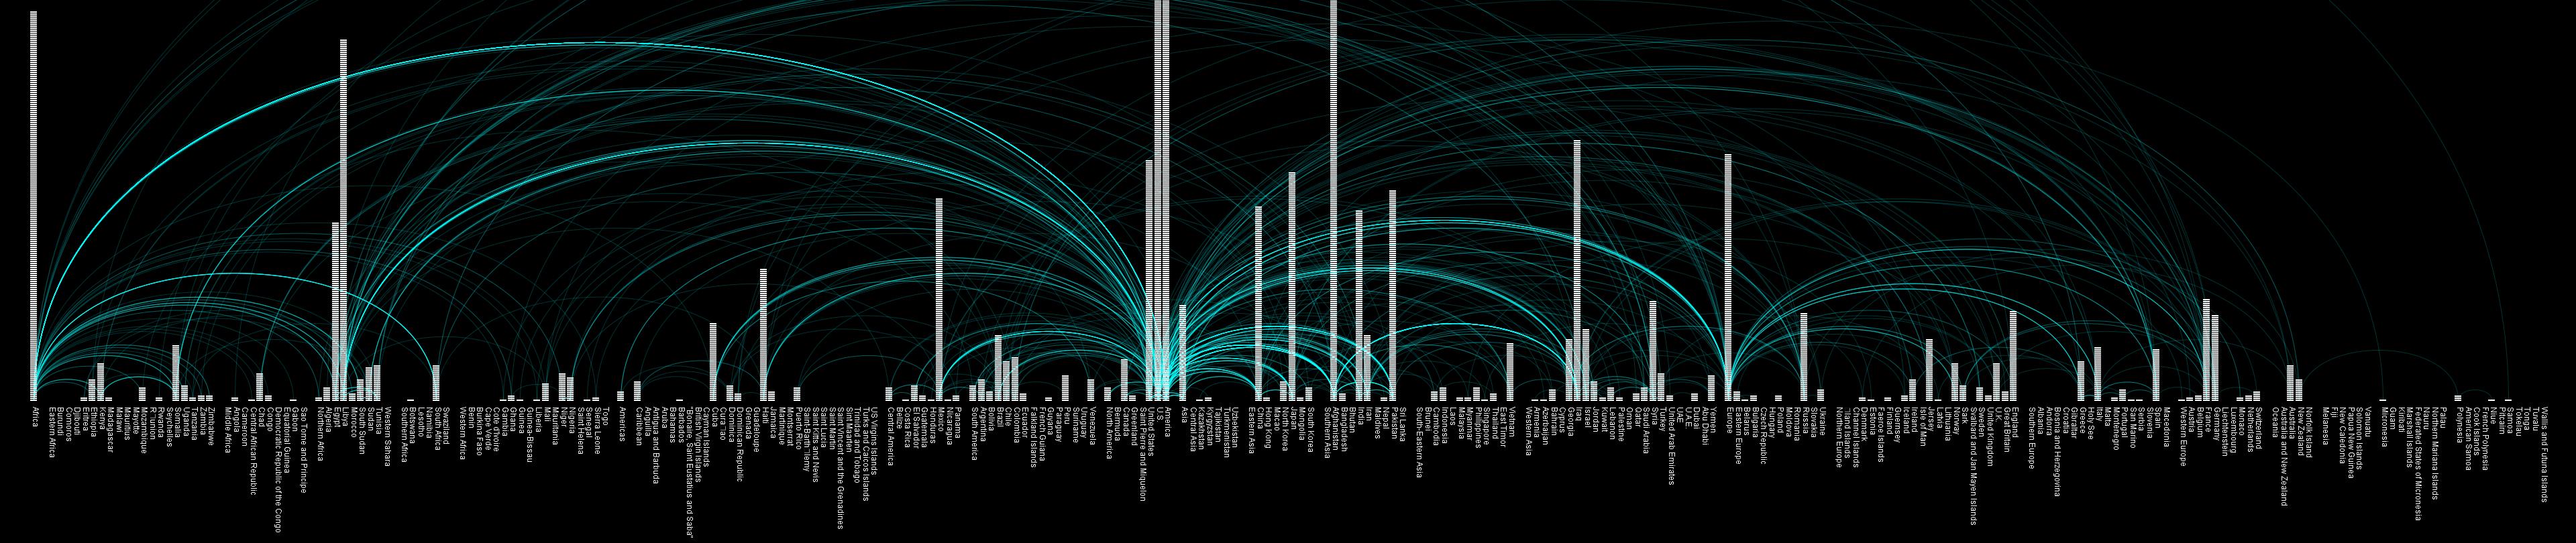 Africa
Eastern Africa
Burundi
Comoros
Djibouti
Eritrea
Ethiopia
Kenya
Madagascar
Malawi
Mauritius
Mayotte
Mozambique
Rwanda
Seychelles
Somalia
Uganda
Tanzania
Zambia
Zimbabwe
Middle Africa
Angola
Cameroon
Central African Republic
Chad
Congo
Democratic Republic of the Congo
Equatorial Guinea
Gabon
Sao Tome and Principe
Northern Africa
Algeria
Egypt
Libya
Morocco
South Sudan
Sudan
Tunisia
Western Sahara
Southern Africa
Botswana
Lesotho
Namibia
South Africa
Swaziland
Western Africa
Benin
Burkina Faso
Cape Verde
Gambia
Ghana
Guinea
Guinea-Bissau
Liberia
Mali
Mauritania
Niger
Nigeria
Saint Helena
Senegal
Sierra Leone
Togo
Americas
Caribbean
Anguilla
Antigua and Barbuda
Aruba
Bahamas
Barbados
British Virgin Islands
Cayman Islands
Cuba
Dominica
Dominican Republic
Grenada
Guadeloupe
Haiti
Jamaica
Martinique
Montserrat
Puerto Rico
Saint Kitts and Nevis
Saint Lucia
Saint Martin
Saint Vincent and the Grenadines
Sint Maarten
Trinidad and Tobago
Turks and Caicos Islands
US Virgin Islands
Central America
Belize
Costa Rica
El Salvador
Guatemala
Honduras
Mexico
Nicaragua
Panama
South America
Argentina
Bolivia
Brazil
Chile
Colombia
Ecuador
Falkland Islands
French Guiana
Guyana
Paraguay
Peru
Suriname
Uruguay
Venezuela
North America
Bermuda
Canada
Greenland
Saint Pierre and Miquelon
United States
U.S.
America
Asia
Central Asia
Kazakhstan
Kyrgyzstan
Tajikistan
Turkmenistan
Uzbekistan
Eastern Asia
China
Hong Kong
Macao
North Korea
Japan
Mongolia
South Korea
Southern Asia
Afghanistan
Bangladesh
Bhutan
India
Iran
Maldives
Nepal
Pakistan
Sri Lanka
South-Eastern Asia
Brunei
Cambodia
Indonesia
Laos
Malaysia
Myanmar
Philippines
Singapore
Thailand
East Timor
Vietnam
Western Asia
Armenia
Azerbaijan
Bahrain
Cyprus
Georgia
Iraq
Israel
Jordan
Kuwait
Lebanon
Palestine
Oman
Qatar
Saudi Arabia
Syria
Turkey
United Arab Emirates
U.A.E.
Dubai
Abu Dhabi
Yemen
Europe
Eastern Europe
Belarus
Bulgaria
Czech Republic
Hungary
Poland
Moldova
Romania
Russia
Slovakia
Ukraine
Northern Europe
Channel Islands
Denmark
Estonia
Faeroe Islands
Finland
Guernsey
Iceland
Ireland
Isle of Man
Jersey
Latvia
Lithuania
Norway
Sark
Svalbard and Jan Mayen Islands
Sweden
United Kingdom
U.K.
Great Britain
England
Southern Europe
Albania
Andorra
Bosnia and Herzegovina
Croatia
Gibraltar
Greece
Holy See
Italy
Malta
Montenegro
Portugal
San Marino
Serbia
Slovenia
Spain
Macedonia
Western Europe
Austria
Belgium
France
Germany
Liechtenstein
Luxembourg
Monaco
Netherlands
Switzerland
Oceania
Australia and New Zealand
Australia
New Zealand
Norfolk Island
Melanesia
Fiji
New Caledonia
Papua New Guinea
Solomon Islands
Vanuatu
Micronesia
Guam
Kiribati
Marshall Islands
Federated States of Micronesia
Nauru
Northern Mariana Islands
Palau
Polynesia
American Samoa
Cook Islands
French Polynesia
Niue
Pitcairn
Samoa
Tokelau
Tonga
Tuvalu
Wallis and Futuna Islands